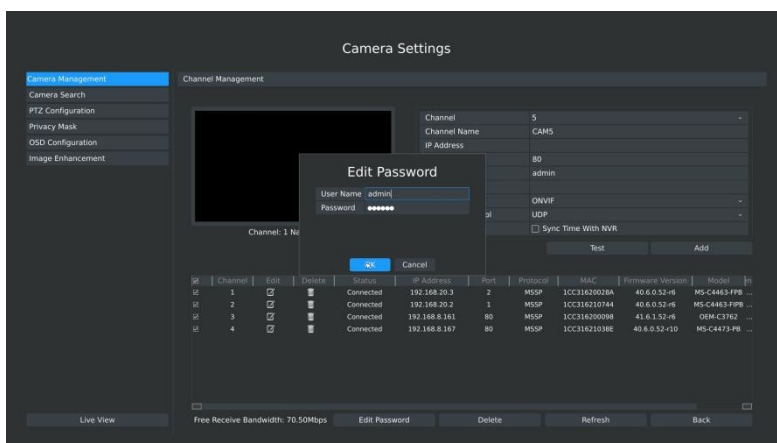 Camera Settings
Camera Management
Camera Search
PTZ Configuration
Privacy Mask
OSD Configuration
Image Enhancement
Live View
Channel Management
Channel 5
Channel Name CAM5
IP Address
80
admin
ONVIF
UDP
Sync Time With NVR
Channel: 1 Na
Test Add
Edit Password
User Name admin
Password ●●●●●●
OK Cancel
Channel Edit Delete Status IP Address Port Protocol MAC Firmware Version Model
1 Connected 192.168.20.3 2 MSSP 1CC31620028A 40.6.0.52-r6 MS-C4463-FPB ...
2 Connected 192.168.20.2 1 MSSP 1CC316210744 40.6.0.52-r6 MS-C4463-FIPB ...
3 Connected 192.168.8.161 80 MSSP 1CC316200098 41.6.1.52-r6 OEM-C3762 ...
4 Connected 192.168.8.167 80 MSSP 1CC31621038E 40.6.0.52-r10 MS-C4473-PB ...
Free Receive Bandwidth: 70.50Mbps Edit Password Delete Refresh Back